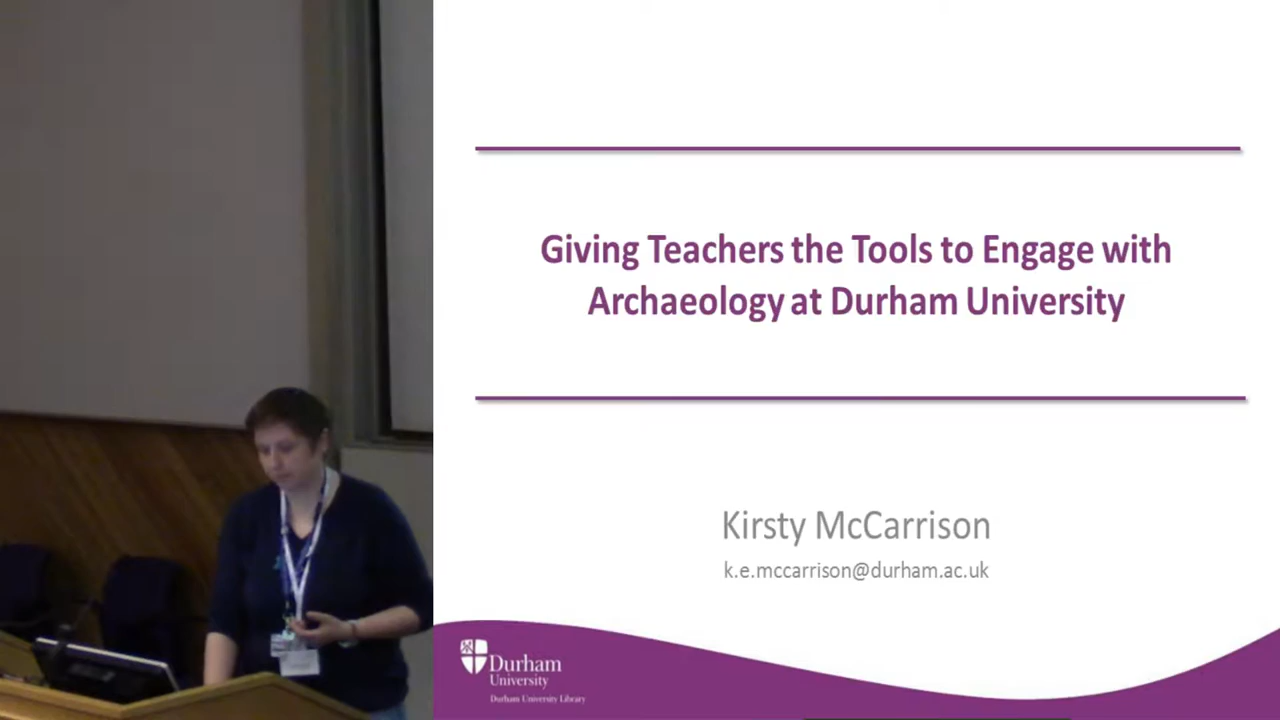 Giving Teachers the Tools to Engage with
Archaeology at Durham University
Kirsty McCarrison
k.e.mccarrison@durham.ac.uk
Durham
University
Durham University Library